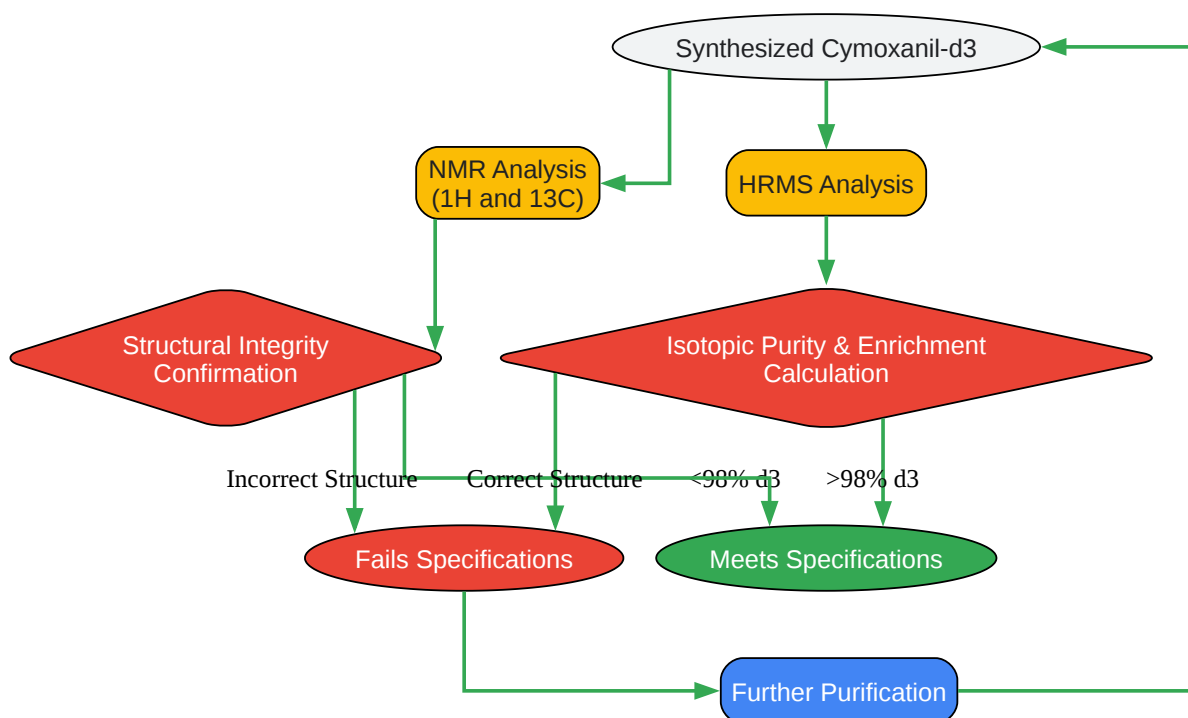 Synthesized Cymoxanil-d3
NMR Analysis
(1H and 13C)
HRMS Analysis
Structural Integrity
Confirmation
Isotopic Purity & Enrichment
Calculation
Incorrect Structure
Correct Structure
<98% d3
>98% d3
Fails Specifications
Meets Specifications
Further Purification